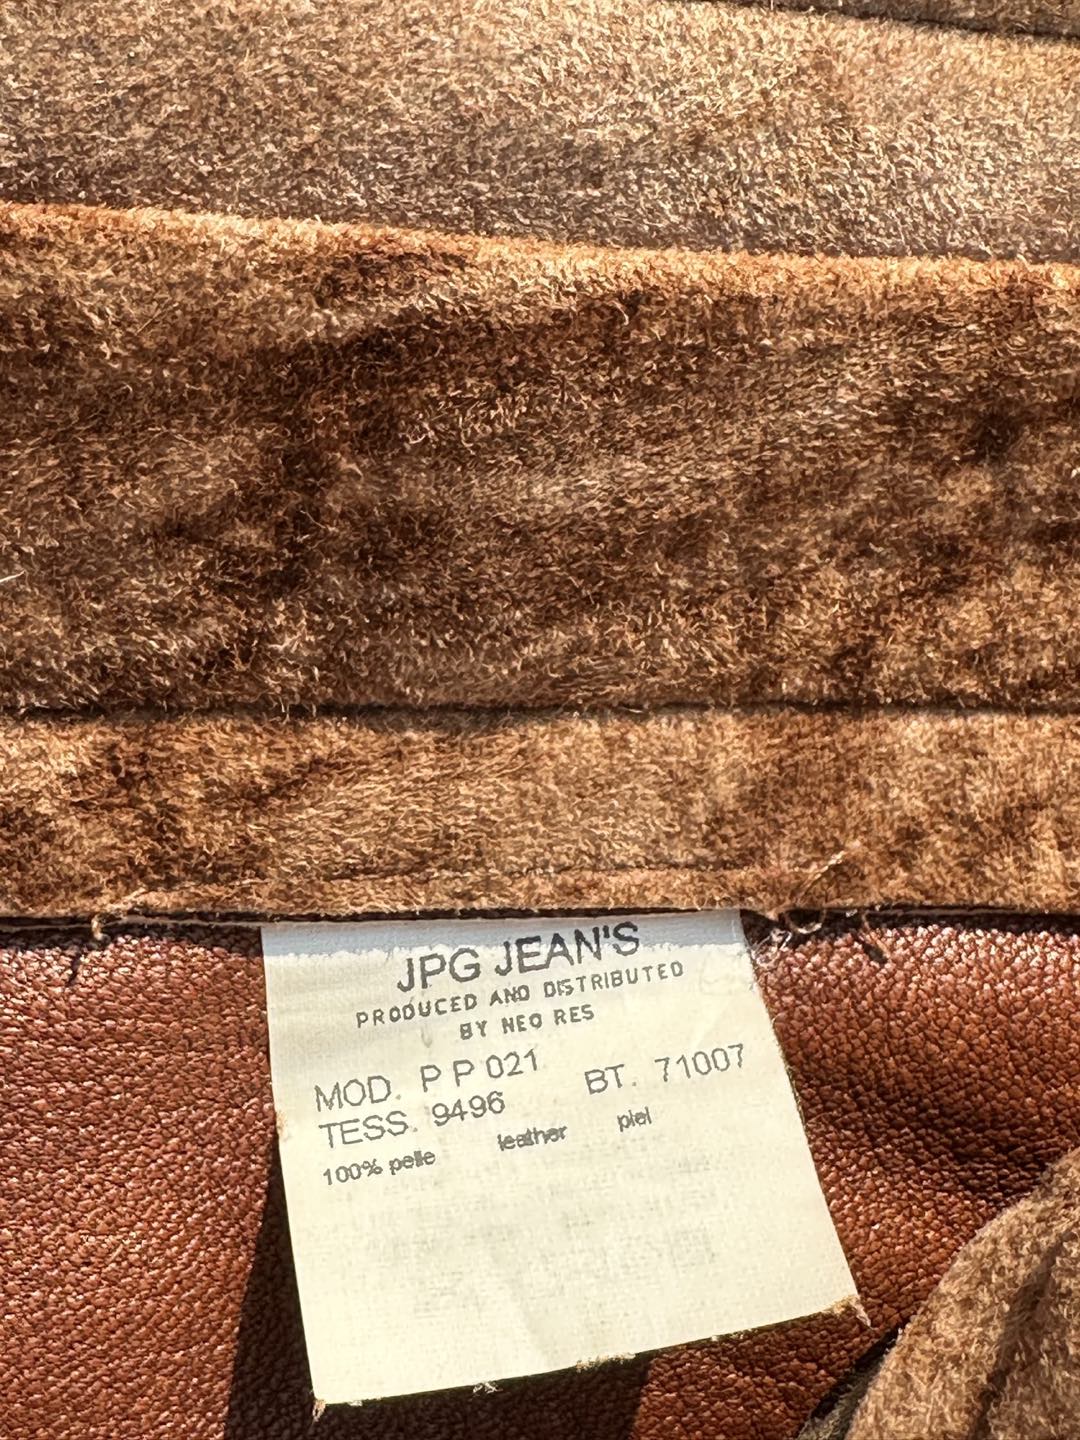 JPG JEAN'S
PRODUCED AND DISTRIBUTED
BY NEO RES
MOD. P P 021 BT. 71007
TESS. 9496
100% pelle leather piel